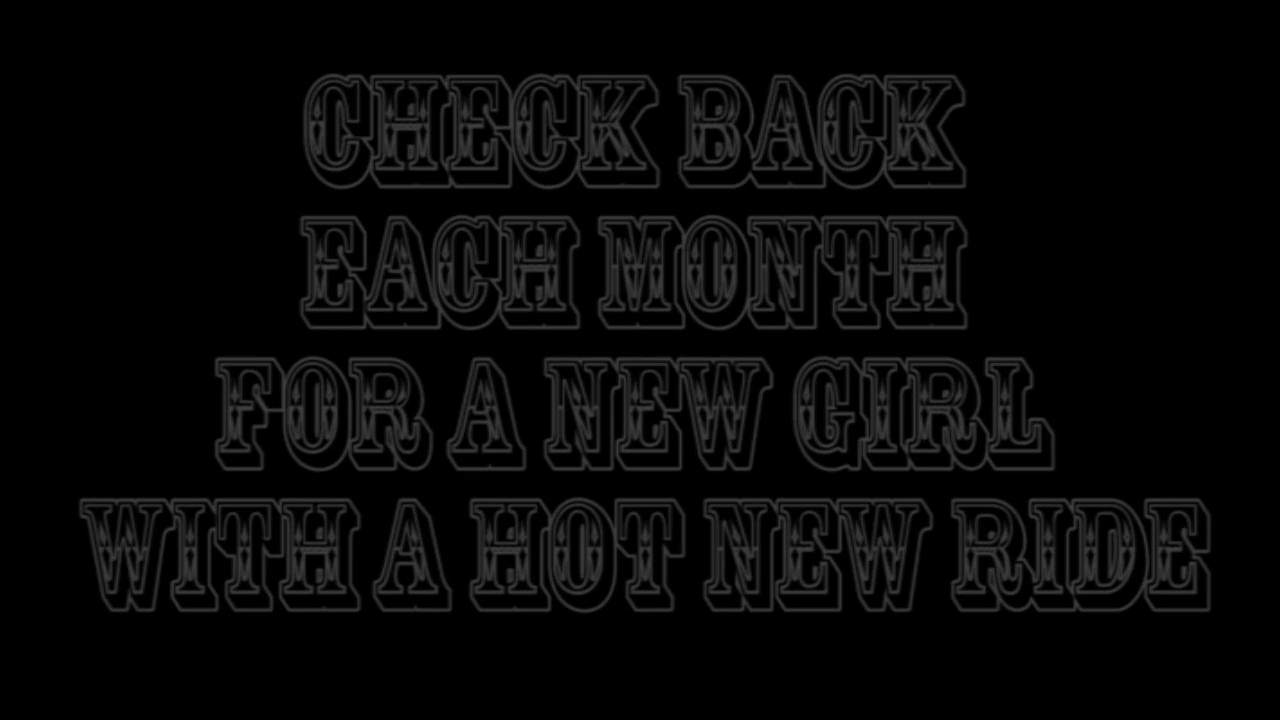 CHECK BACK
EACH MONTH
FOR A NEW GIRL
WITH A HOT NEW RIDE